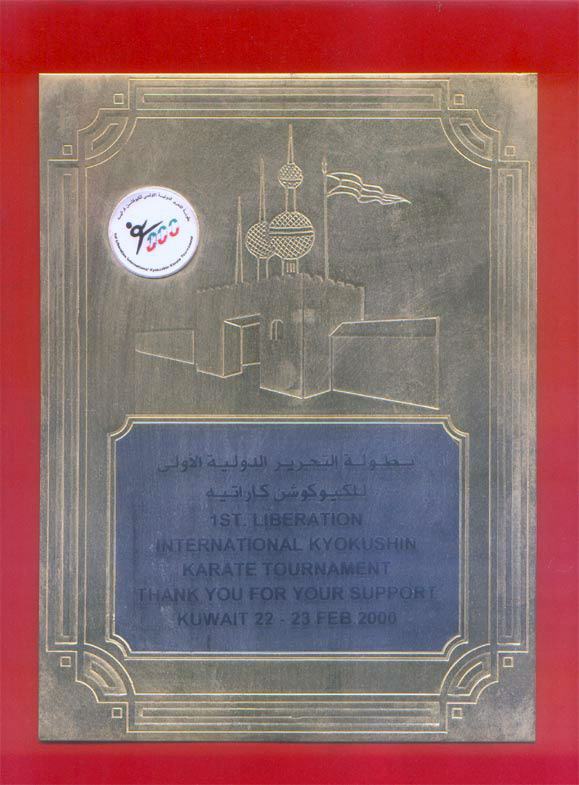 بطولة التحرير الدولية الاولى
للكيوكوشن كاراتيه
1ST. LIBERATION
INTERNATIONAL KYOKUSHIN
KARATE TOURNAMENT
THANK YOU FOR YOUR SUPPORT
KUWAIT 22 - 23 FEB 2000